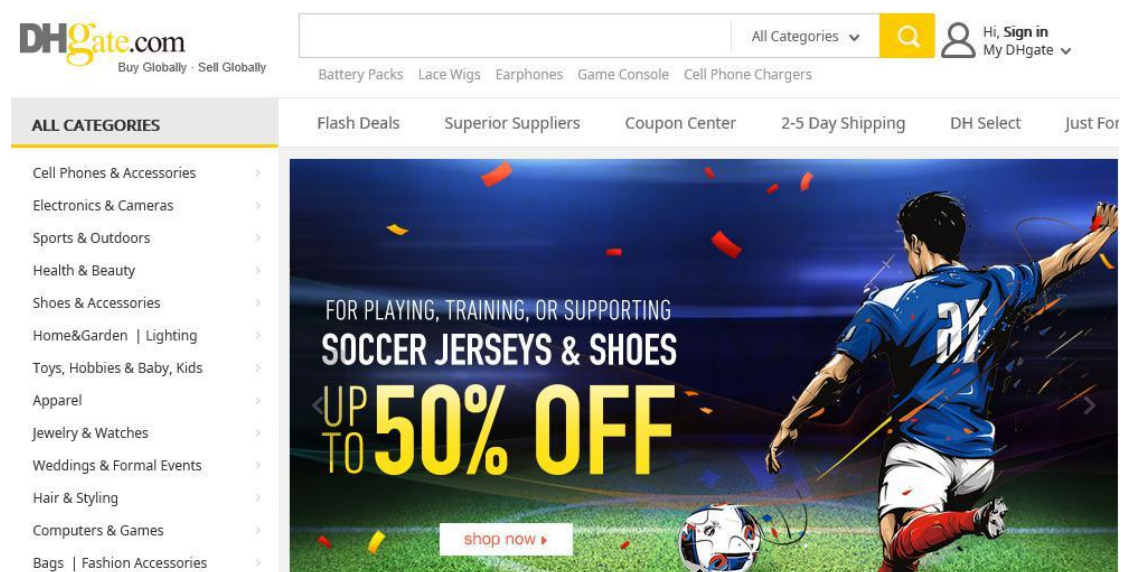 DHgate.com
Buy Globally · Sell Globally
All Categories
Hi, Sign in
My DHgate
Battery Packs Lace Wigs Earphones Game Console Cell Phone Chargers
ALL CATEGORIES
Flash Deals Superior Suppliers Coupon Center 2-5 Day Shipping DH Select Just For
Cell Phones & Accessories
Electronics & Cameras
Sports & Outdoors
Health & Beauty
Shoes & Accessories
Home&Garden | Lighting
Toys, Hobbies & Baby, Kids
Apparel
Jewelry & Watches
Weddings & Formal Events
Hair & Styling
Computers & Games
Bags | Fashion Accessories
FOR PLAYING, TRAINING, OR SUPPORTING
SOCCER JERSEYS & SHOES
UP TO 50% OFF
shop now